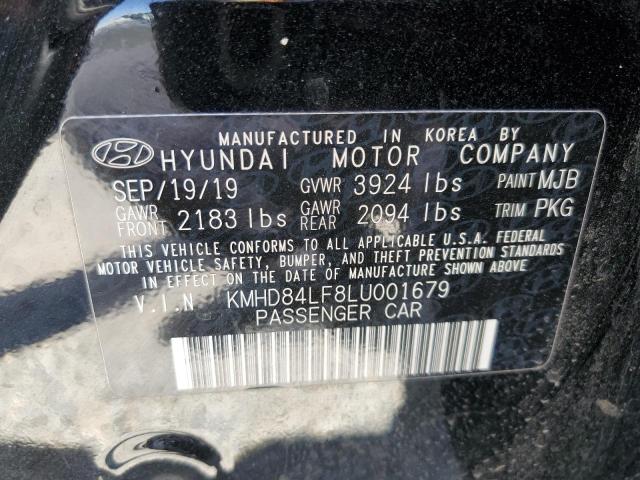 MANUFACTURED IN KOREA BY
HYUNDAI MOTOR COMPANY
SEP/19/19 GVWR 3924 lbs PAINT MJB
GAWR FRONT 2183 lbs GAWR REAR 2094 lbs TRIM PKG
THIS VEHICLE CONFORMS TO ALL APPLICABLE U.S.A. FEDERAL
MOTOR VEHICLE SAFETY, BUMPER, AND THEFT PREVENTION STANDARDS
IN EFFECT ON THE DATE OF MANUFACTURE SHOWN ABOVE.
V.I.N. KMHD84LF8LU001679
PASSENGER CAR